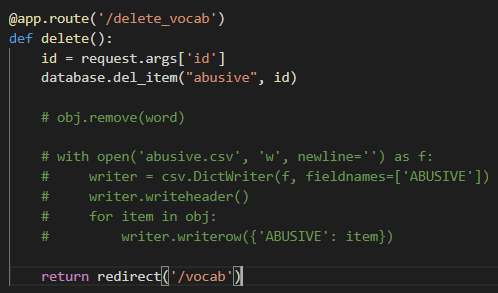 @app.route('/delete_vocab')
def delete():
    id = request.args['id']
    database.del_item("abusive", id)

    # obj.remove(word)

    # with open('abusive.csv', 'w', newline='') as f:
    #     writer = csv.DictWriter(f, fieldnames=['ABUSIVE'])
    #     writer.writeheader()
    #     for item in obj:
    #         writer.writerow({'ABUSIVE': item})

    return redirect('/vocab')